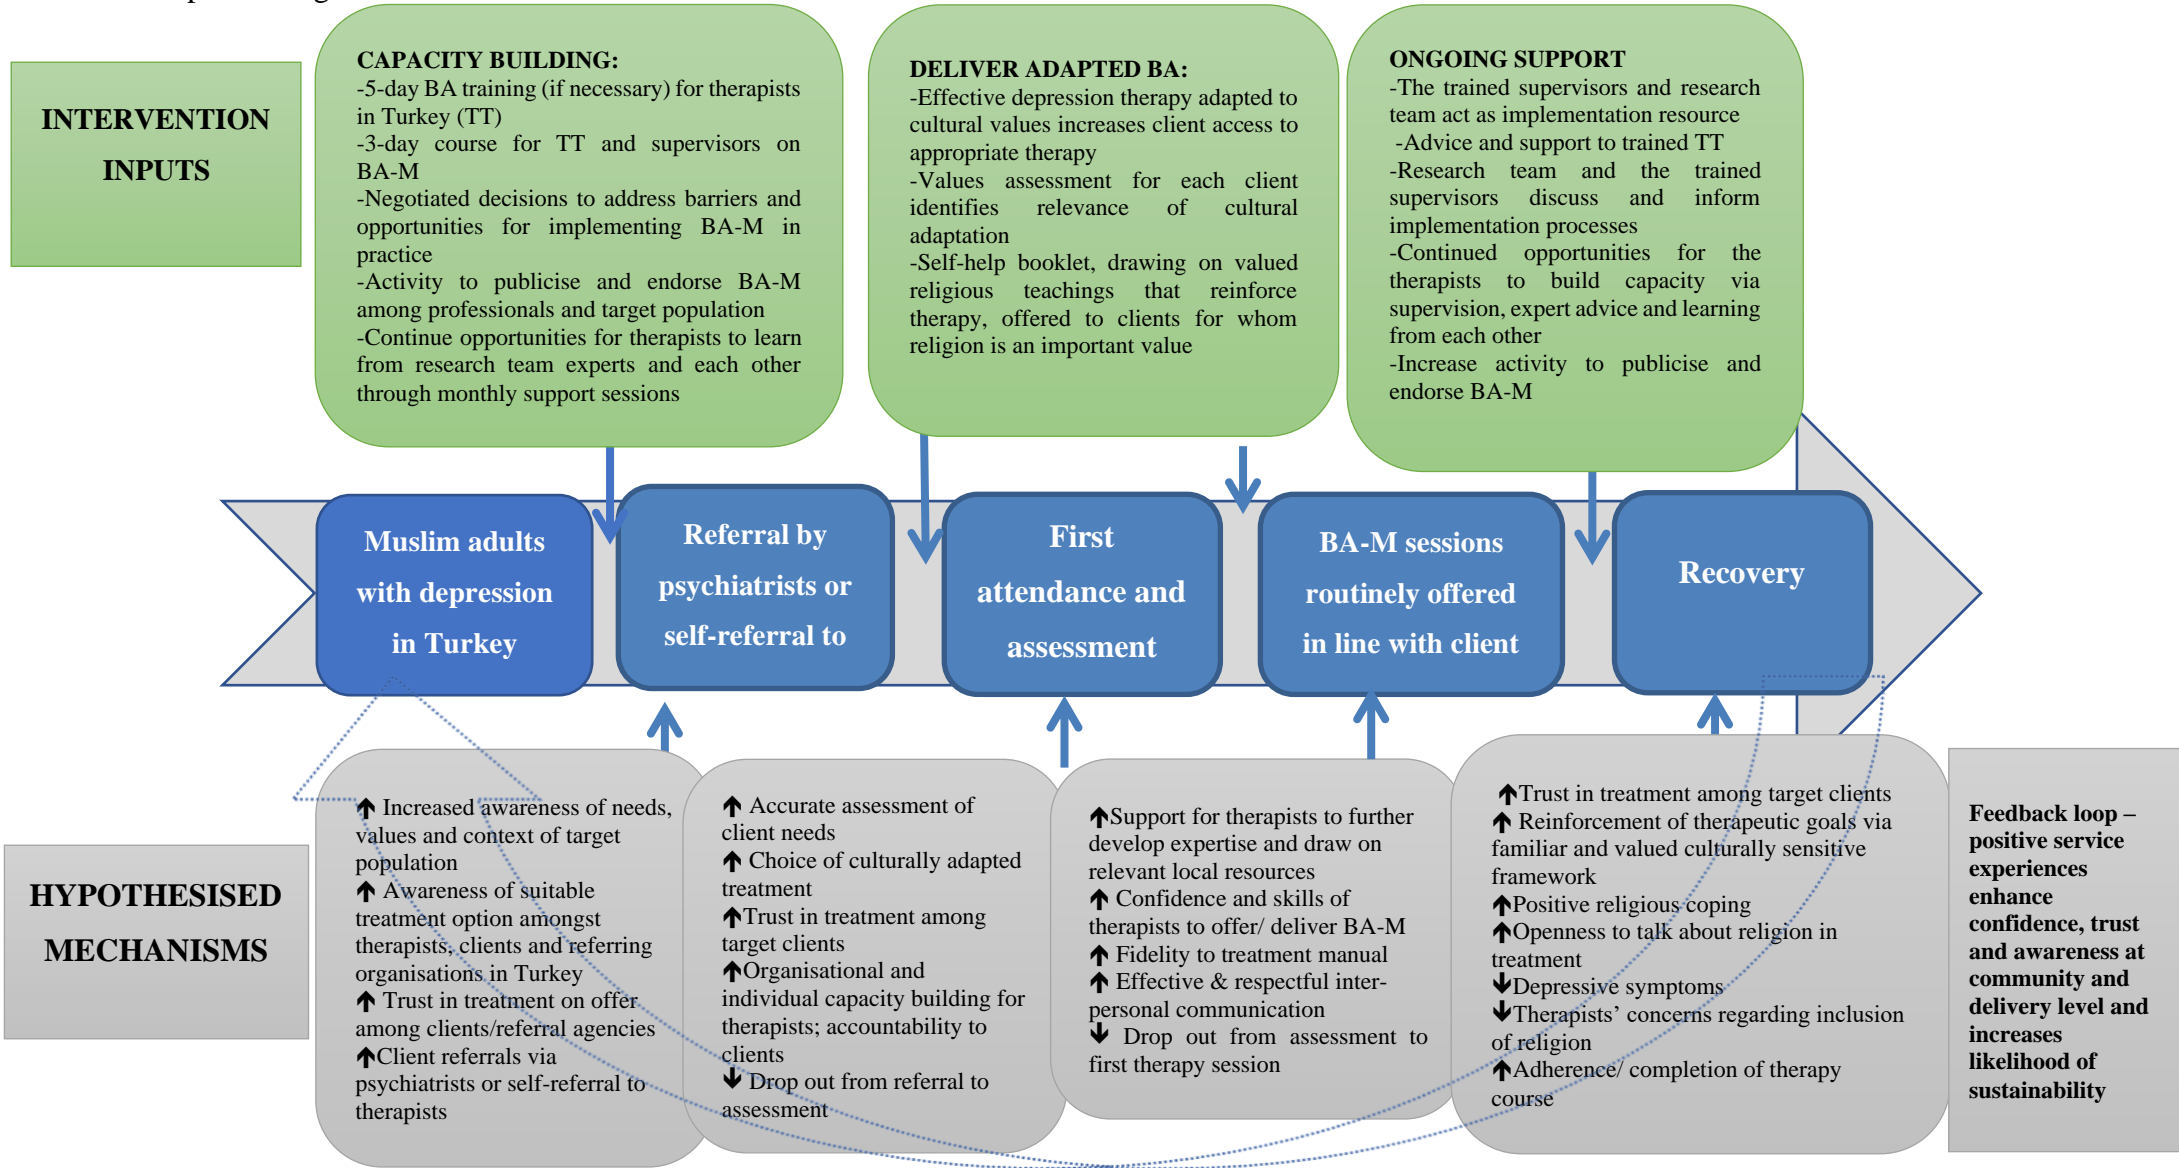 INTERVENTION
INPUTS
CAPACITY BUILDING:
-5-day BA training (if necessary) for therapists
in Turkey (TT)
-3-day course for TT and supervisors on
BA-M
-Negotiated decisions to address barriers and
opportunities for implementing BA-M in
practice
-Activity to publicise and endorse BA-M
among professionals and target population
-Continue opportunities for therapists to learn
from research team experts and each other
through monthly support sessions
DELIVER ADAPTED BA:
-Effective depression therapy adapted to
cultural values increases client access to
appropriate therapy
-Values assessment for each client
identifies relevance of cultural
adaptation
-Self-help booklet, drawing on valued
religious teachings that reinforce
therapy, offered to clients for whom
religion is an important value
ONGOING SUPPORT
-The trained supervisors and research
team act as implementation resource
-Advice and support to trained TT
-Research team and the trained
supervisors discuss and inform
implementation processes
-Continued opportunities for the
therapists to build capacity via
supervision, expert advice and learning
from each other
-Increase activity to publicise and
endorse BA-M
Muslim adults
with depression
in Turkey
Referral by
psychiatrists or
self-referral to
First
attendance and
assessment
BA-M sessions
routinely offered
in line with client
Recovery
HYPOTHESISED
MECHANISMS
🡹 Increased awareness of needs,
values and context of target
population
🡹 Awareness of suitable
treatment option amongst
therapists; clients and referring
organisations in Turkey
🡹 Trust in treatment on offer
among clients/referral agencies
🡹Client referrals via
psychiatrists or self-referral to
therapists
🡹 Accurate assessment of
client needs
🡹 Choice of culturally adapted
treatment
🡹Trust in treatment among
target clients
🡹Organisational and
individual capacity building for
therapists; accountability to
clients
🡻 Drop out from referral to
assessment
🡹Support for therapists to further
develop expertise and draw on
relevant local resources
🡹 Confidence and skills of
therapists to offer/ deliver BA-M
🡹 Fidelity to treatment manual
🡹 Effective & respectful inter-
personal communication
🡻 Drop out from assessment to
first therapy session
🡹Trust in treatment among target clients
🡹 Reinforcement of therapeutic goals via
familiar and valued culturally sensitive
framework
🡹Positive religious coping
🡹Openness to talk about religion in
treatment
🡻Depressive symptoms
🡻Therapists’ concerns regarding inclusion
of religion
🡹Adherence/ completion of therapy
course
Feedback loop –
positive service
experiences
enhance
confidence, trust
and awareness at
community and
delivery level and
increases
likelihood of
sustainability